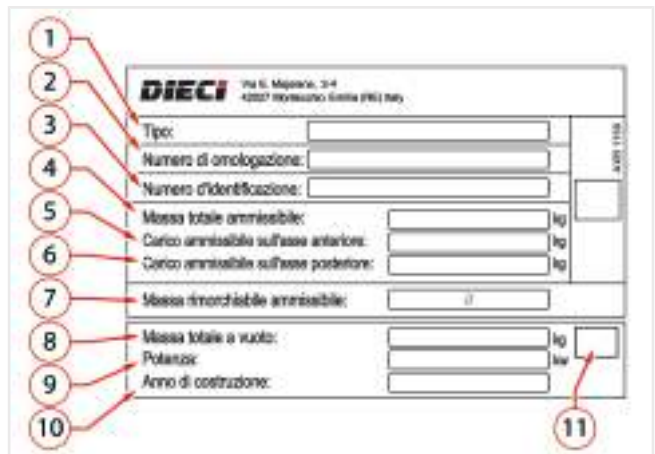 1
2
3
4
5
6
7
8
9
10
11
DIECI Via E. Majorana, 2-4
42027 Montecchio Emilia (RE) Italy
Tipo:
Numero di omologazione:
Numero d'identificazione:
Massa totale ammissibile: kg
Carico ammissibile sull'asse anteriore: kg
Carico ammissibile sull'asse posteriore: kg
Massa rimorchiabile ammissibile:
Massa totale a vuoto: kg
Potenza: kw
Anno di costruzione: